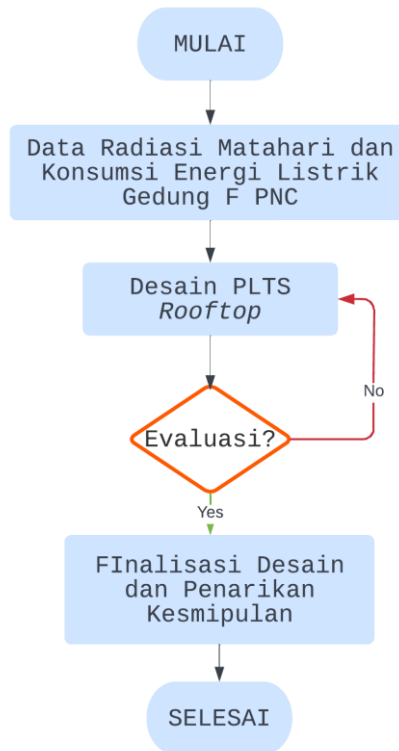 MULAI
Data Radiasi Matahari dan
Konsumsi Energi Listrik
Gedung F PNC
Desain PLTS
Rooftop
No
Evaluasi?
Yes
FInalisasi Desain
dan Penarikan
Kesmipulan
SELESAI